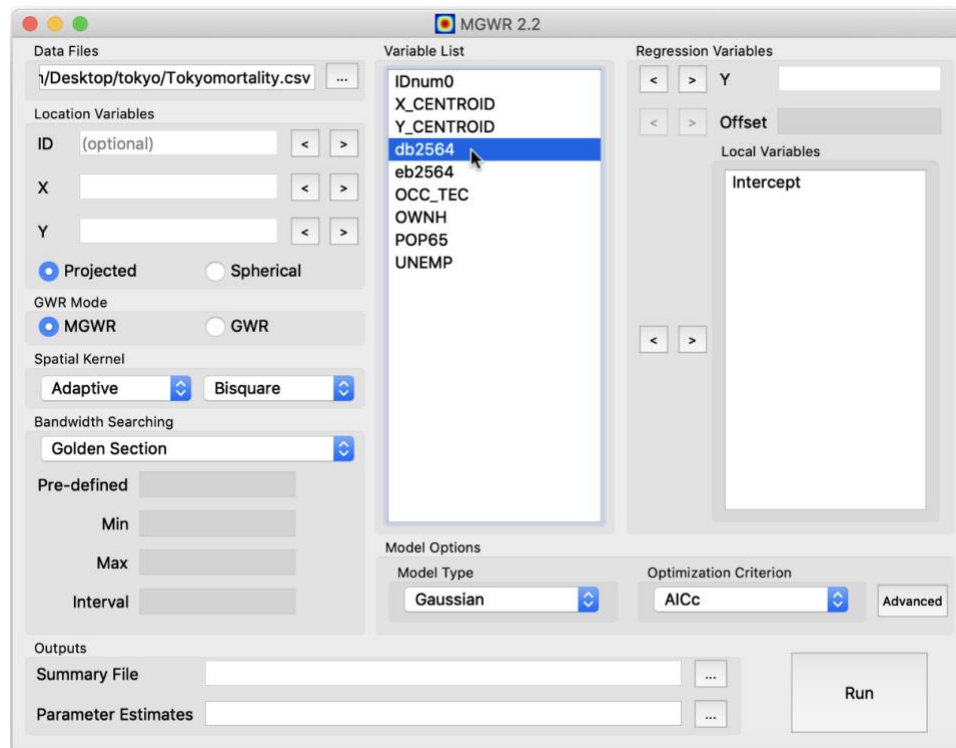 MGWR 2.2
Data Files
ı/Desktop/tokyo/Tokyomortality.csv ...
Location Variables
ID (optional) < >
X < >
Y < >
Projected Spherical
GWR Mode
MGWR GWR
Spatial Kernel
Adaptive Bisquare
Bandwidth Searching
Golden Section
Pre-defined
Min
Max
Interval
Variable List
IDnum0
X_CENTROID
Y_CENTROID
db2564
eb2564
OCC_TEC
OWNH
POP65
UNEMP
Regression Variables
< > Y
< > Offset
Local Variables
Intercept
< >
Model Options
Model Type
Gaussian
Optimization Criterion
AICc
Advanced
Outputs
Summary File ...
Parameter Estimates ...
Run